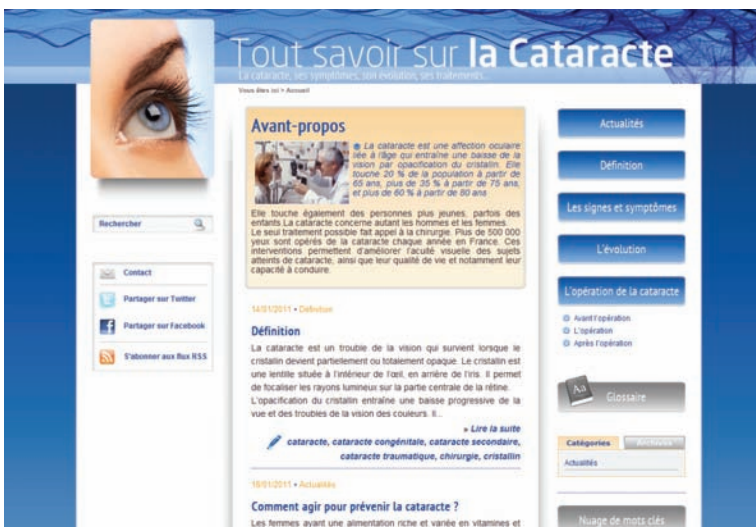 Tout savoir sur la Cataracte
La cataracte, ses symptômes, son évolution, ses traitements...
Vous êtes ici > Accueil
Rechercher
Contact
Partager sur Twitter
Partager sur Facebook
S'abonner aux flux RSS
Avant-propos
La cataracte est une affection oculaire
liée à l'âge qui entraîne une baisse de la
vision par opacification du cristallin. Elle
touche 20 % de la population à partir de
65 ans, plus de 35 % à partir de 75 ans,
et plus de 60 % à partir de 80 ans
Elle touche également des personnes plus jeunes, parfois des
enfants.La cataracte concerne autant les hommes et les femmes.
Le seul traitement possible fait appel à la chirurgie. Plus de 500 000
yeux sont opérés de la cataracte chaque année en France. Ces
interventions permettent d'améliorer l'acuité visuelle des sujets
atteints de cataracte, ainsi que leur qualité de vie et notamment leur
capacité à conduire.
14/01/2011 • Définition
Définition
La cataracte est un trouble de la vision qui survient lorsque le
cristallin devient partiellement ou totalement opaque. Le cristallin est
une lentille située à l'intérieur de l'œil, en arrière de l'iris. Il permet
de focaliser les rayons lumineux sur la partie centrale de la rétine.
L'opacification du cristallin entraîne une baisse progressive de la
vue et des troubles de la vision des couleurs. Il...
» Lire la suite
cataracte, cataracte congénitale, cataracte secondaire,
cataracte traumatique, chirurgie, cristallin
18/01/2011 • Actualités
Comment agir pour prévenir la cataracte ?
Les femmes ayant une alimentation riche et variée en vitamines et
Actualités
Définition
Les signes et symptômes
L'évolution
L'opération de la cataracte
Avant l'opération
L'opération
Après l'opération
Aa
Glossaire
Catégories
Archives
Actualités
Nuage de mots clés